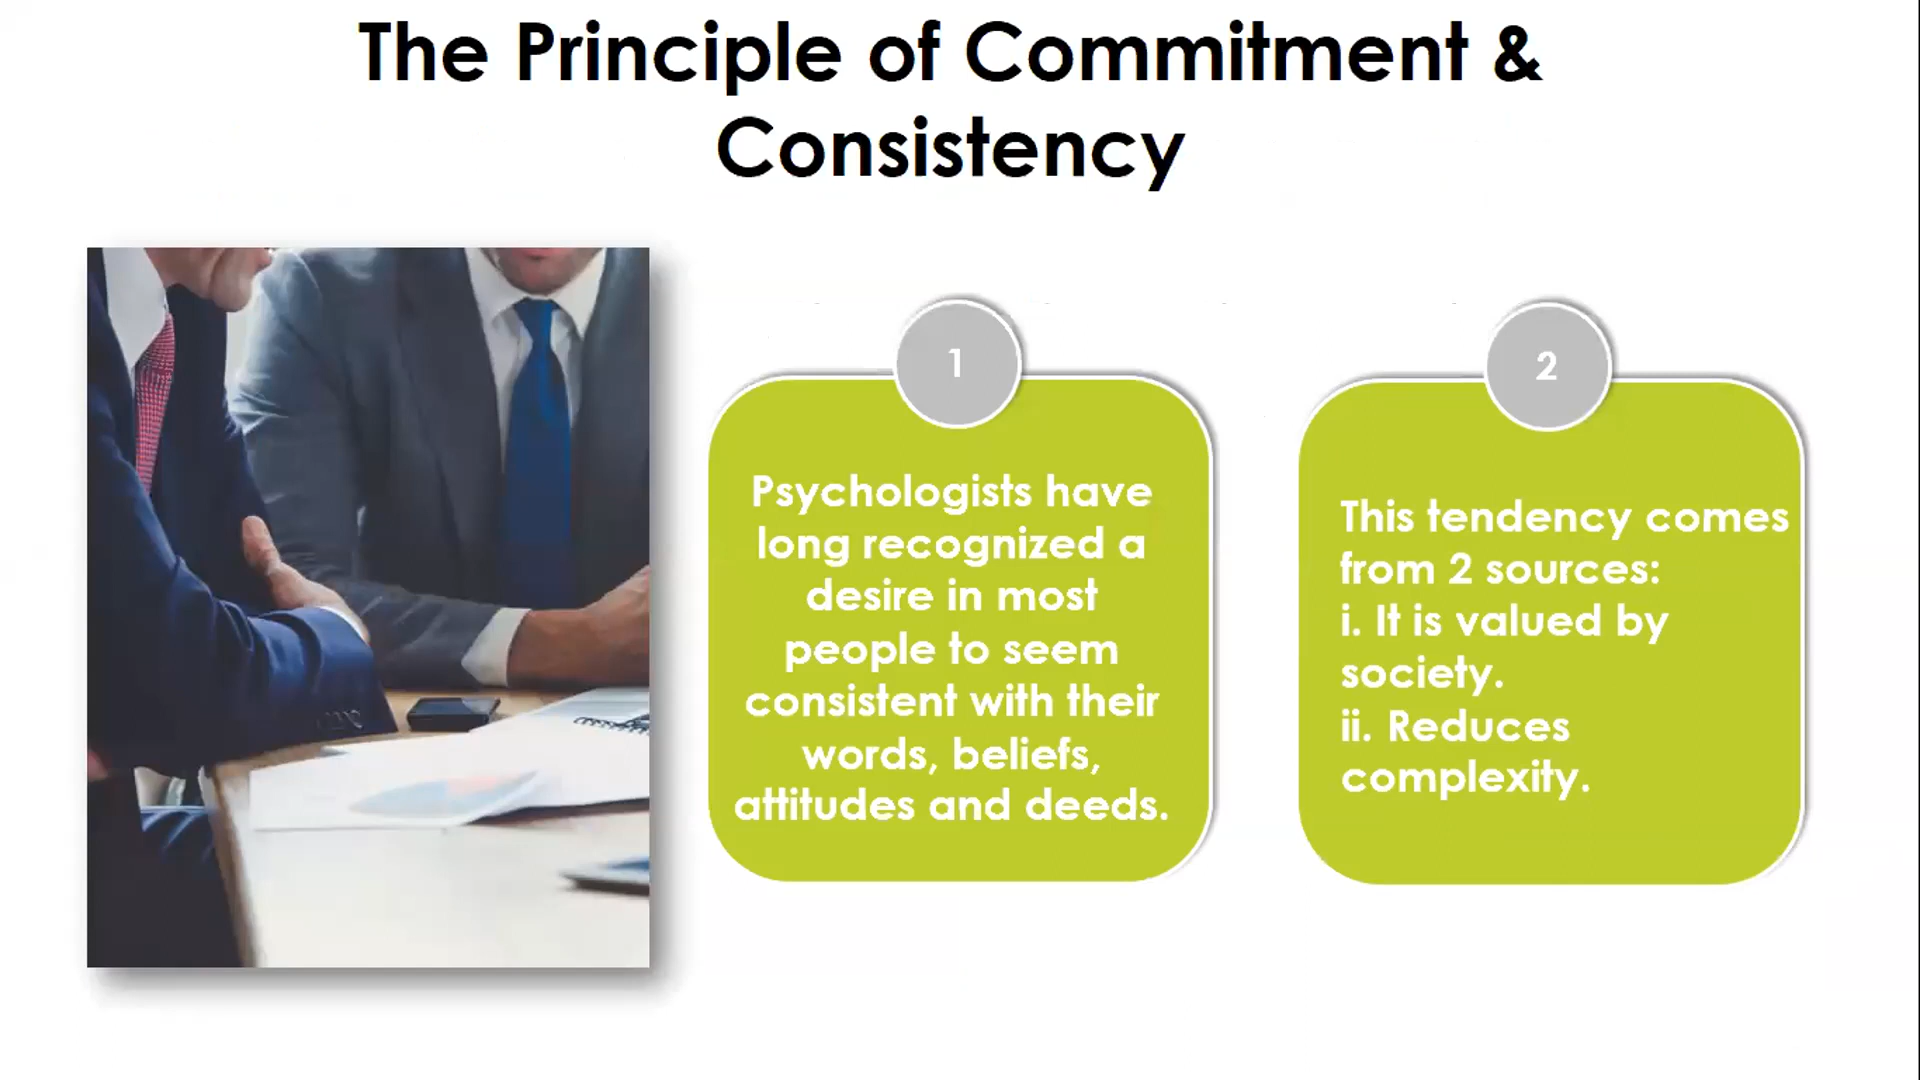 The Principle of Commitment &
Consistency
1
Psychologists have
long recognized a
desire in most
people to seem
consistent with their
words, beliefs,
attitudes and deeds.
2
This tendency comes
from 2 sources:
i. It is valued by
society.
ii. Reduces
complexity.